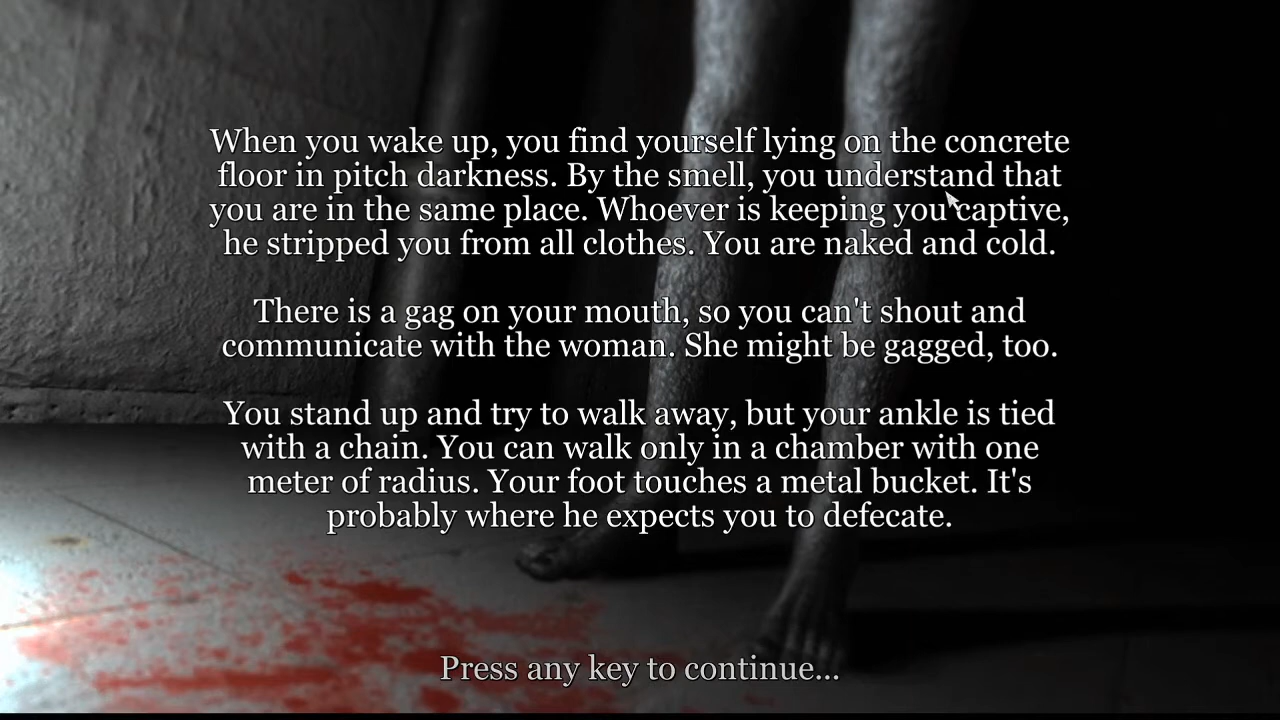 When you wake up, you find yourself lying on the concrete
floor in pitch darkness. By the smell, you understand that
you are in the same place. Whoever is keeping you captive,
he stripped you from all clothes. You are naked and cold.
There is a gag on your mouth, so you can't shout and
communicate with the woman. She might be gagged, too.
You stand up and try to walk away, but your ankle is tied
with a chain. You can walk only in a chamber with one
meter of radius. Your foot touches a metal bucket. It's
probably where he expects you to defecate.
Press any key to continue...